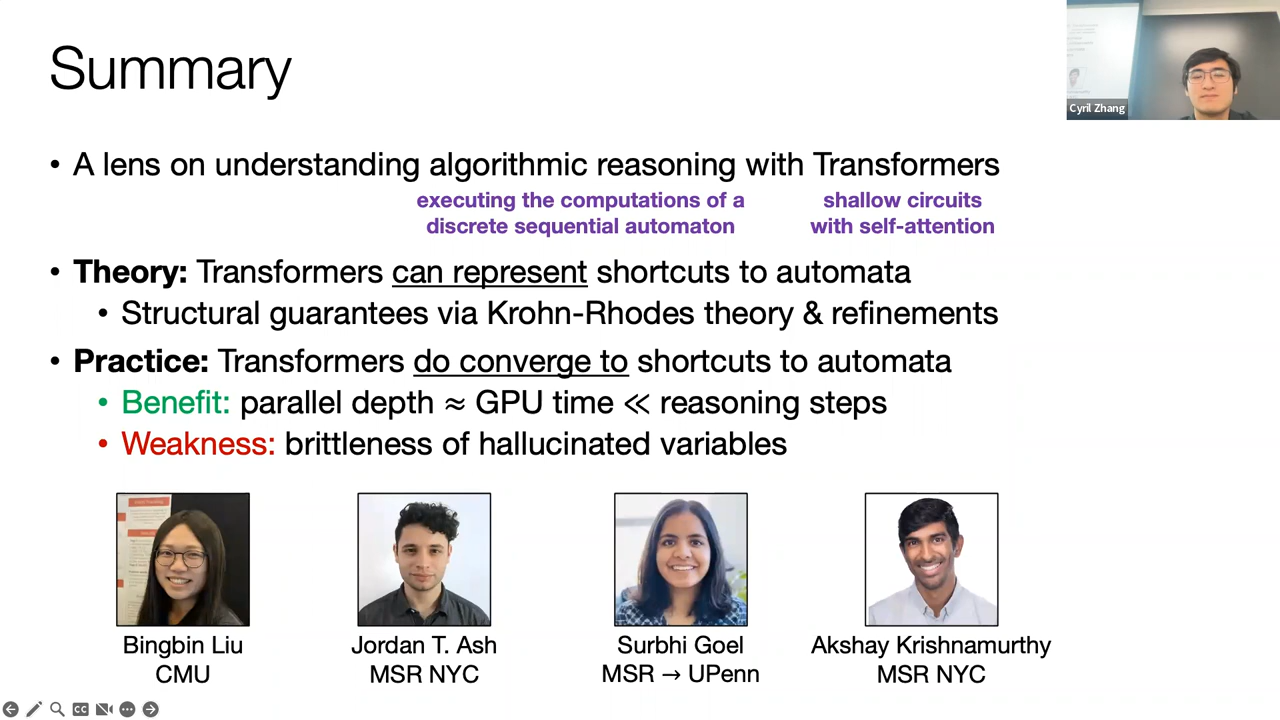 Summary
Cyril Zhang
• A lens on understanding algorithmic reasoning with Transformers
executing the computations of a
discrete sequential automaton
shallow circuits
with self-attention
• Theory: Transformers can represent shortcuts to automata
• Structural guarantees via Krohn-Rhodes theory & refinements
• Practice: Transformers do converge to shortcuts to automata
• Benefit: parallel depth ≈ GPU time ≪ reasoning steps
• Weakness: brittleness of hallucinated variables
Bingbin Liu
CMU
Jordan T. Ash
MSR NYC
Surbhi Goel
MSR → UPenn
Akshay Krishnamurthy
MSR NYC
CC